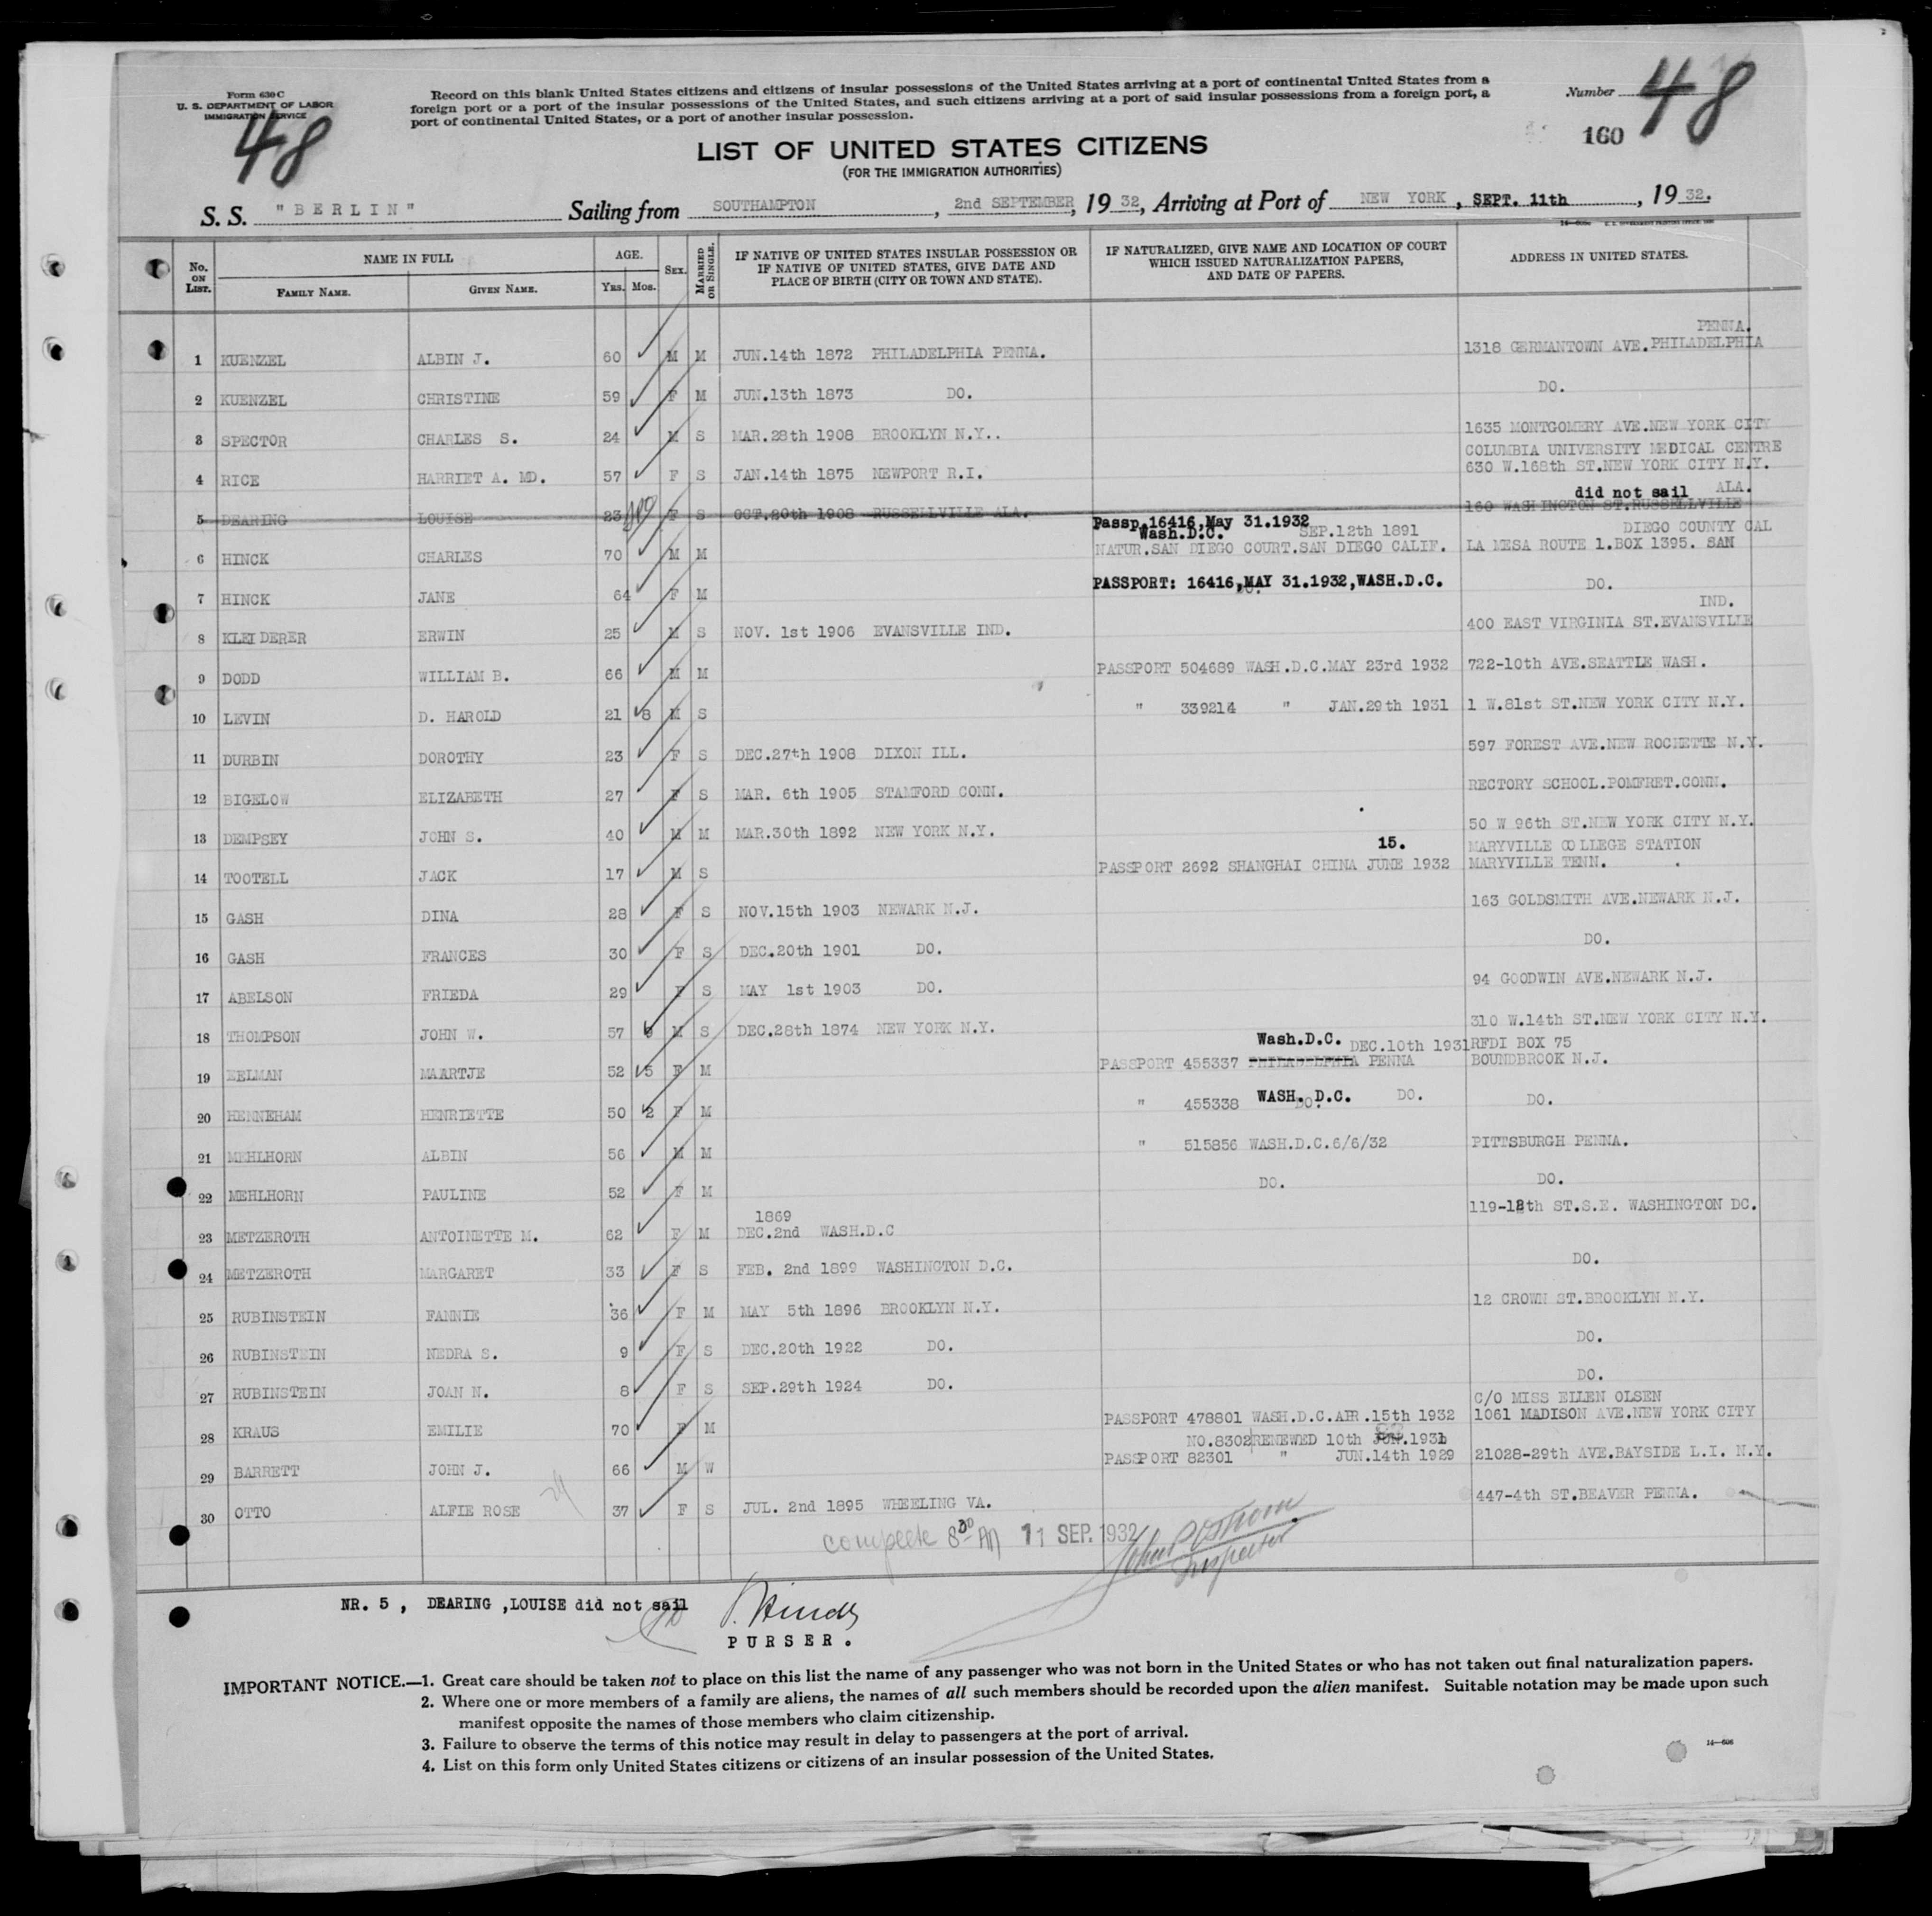 Form 630 C
U. S. DEPARTMENT OF LABOR
IMMIGRATION SERVICE
48
Record on this blank United States citizens and citizens of insular possessions of the United States arriving at a port of continental United States from a
foreign port or a port of the insular possessions of the United States, and such citizens arriving at a port of said insular possessions from a foreign port, a
port of continental United States, or a port of another insular possession.
Number 48
160
LIST OF UNITED STATES CITIZENS
(FOR THE IMMIGRATION AUTHORITIES)
S. S. "BERLIN" Sailing from SOUTHAMPTON, 2nd SEPTEMBER, 19 32, Arriving at Port of NEW YORK, SEPT. 11th, 19 32.
No. ON LIST. NAME IN FULL FAMILY NAME. GIVEN NAME. AGE. YRS. MOS. SEX. MARRIED OR SINGLE. IF NATIVE OF UNITED STATES INSULAR POSSESSION OR IF NATIVE OF UNITED STATES, GIVE DATE AND PLACE OF BIRTH (CITY OR TOWN AND STATE). IF NATURALIZED, GIVE NAME AND LOCATION OF COURT WHICH ISSUED NATURALIZATION PAPERS, AND DATE OF PAPERS. ADDRESS IN UNITED STATES.
PENNA.
1 KUENZEL ALBIN J. 60 M M JUN.14th 1872 PHILADELPHIA PENNA. 1318 GERMANTOWN AVE.PHILADELPHIA
2 KUENZEL CHRISTINE 59 F M JUN.13th 1873 DO. DO.
3 SPECTOR CHARLES S. 24 M S MAR.28th 1908 BROOKLYN N.Y.. 1635 MONTGOMERY AVE.NEW YORK CITY
COLUMBIA UNIVERSITY MEDICAL CENTRE
4 RICE HARRIET A. MD. 57 F S JAN.14th 1875 NEWPORT R.I. 630 W.168th ST.NEW YORK CITY N.Y.
did not sail ALA.
5 DEARING LOUISE 23 F S OCT.20th 1908 RUSSELLVILLE ALA. 160 WASHINGTON ST.RUSSELLVILLE
Passp.16416,May 31.1932
Wash.D.C. SEP.12th 1891 DIEGO COUNTY CAL
6 HINCK CHARLES 70 M M NATUR.SAN DIEGO COURT.SAN DIEGO CALIF. LA MESA ROUTE 1.BOX 1395. SAN
7 HINCK JANE 64 F M PASSPORT: 16416,MAY 31.1932,WASH.D.C. DO.
IND.
8 KLEIDERER ERWIN 25 M S NOV. 1st 1906 EVANSVILLE IND. 400 EAST VIRGINIA ST.EVANSVILLE
9 DODD WILLIAM B. 66 M M PASSPORT 504689 WASH.D.C.MAY 23rd 1932 722-10th AVE.SEATTLE WASH.
10 LEVIN D. HAROLD 21 8 M S " 339214 " JAN.29th 1931 1 W.81st ST.NEW YORK CITY N.Y.
11 DURBIN DOROTHY 23 F S DEC.27th 1908 DIXON ILL. 597 FOREST AVE.NEW ROCHETTE N.Y.
12 BIGELOW ELIZABETH 27 F S MAR. 6th 1905 STAMFORD CONN. RECTORY SCHOOL.POMFRET.CONN.
13 DEMPSEY JOHN S. 40 M M MAR.30th 1892 NEW YORK N.Y. 50 W 96th ST.NEW YORK CITY N.Y.
15. MARYVILLE COLLEGE STATION
14 TOOTELL JACK 17 M S PASSPORT 2692 SHANGHAI CHINA JUNE 1932 MARYVILLE TENN.
15 GASH DINA 28 F S NOV.15th 1903 NEWARK N.J. 163 GOLDSMITH AVE.NEWARK N.J.
16 GASH FRANCES 30 F S DEC.20th 1901 DO. DO.
17 ABELSON FRIEDA 29 F S MAY 1st 1903 DO. 94 GOODWIN AVE.NEWARK N.J.
18 THOMPSON JOHN W. 57 M S DEC.28th 1874 NEW YORK N.Y. 310 W.14th ST.NEW YORK CITY N.Y.
Wash.D.C. DEC.10th 1931 RFDI BOX 75
19 EELMAN MAARTJE 52 5 F M PASSPORT 455337 PHILADELPHIA PENNA BOUNDBROOK N.J.
20 HENNEHAM HENRIETTE 50 2 F M " 455338 WASH. D.C. DO. DO.
21 MEHLHORN ALBIN 56 M M " 515856 WASH.D.C.6/6/32 PITTSBURGH PENNA.
22 MEHLHORN PAULINE 52 F M DO. DO.
1869
23 METZEROTH ANTOINETTE M. 62 F M DEC.2nd WASH.D.C 119-18th ST.S.E. WASHINGTON DC.
24 METZEROTH MARGARET 33 F S FEB. 2nd 1899 WASHINGTON D.C. DO.
25 RUBINSTEIN FANNIE 36 F M MAY 5th 1896 BROOKLYN N.Y. 12 CROWN ST.BROOKLYN N.Y.
26 RUBINSTEIN NEDRA S. 9 F S DEC.20th 1922 DO. DO.
27 RUBINSTEIN JOAN N. 8 F S SEP.29th 1924 DO. DO.
C/O MISS ELLEN OLSEN
28 KRAUS EMILIE 70 F M PASSPORT 478801 WASH.D.C.APR.15th 1932 1061 MADISON AVE.NEW YORK CITY
NO.8302 RENEWED 10th 1931
29 BARRETT JOHN J. 66 M W PASSPORT 82301 " JUN.14th 1929 21028-29th AVE.BAYSIDE L.I. N.Y.
30 OTTO ALFIE ROSE 37 F S JUL. 2nd 1895 WHEELING VA. 447-4th ST.BEAVER PENNA.
complete 8 30 AM 11 SEP. 1932
Inspector
NR. 5 , DEARING ,LOUISE did not sail
PURSER.
IMPORTANT NOTICE.—1. Great care should be taken not to place on this list the name of any passenger who was not born in the United States or who has not taken out final naturalization papers.
2. Where one or more members of a family are aliens, the names of all such members should be recorded upon the alien manifest. Suitable notation may be made upon such
manifest opposite the names of those members who claim citizenship.
3. Failure to observe the terms of this notice may result in delay to passengers at the port of arrival.
4. List on this form only United States citizens or citizens of an insular possession of the United States.
14—606